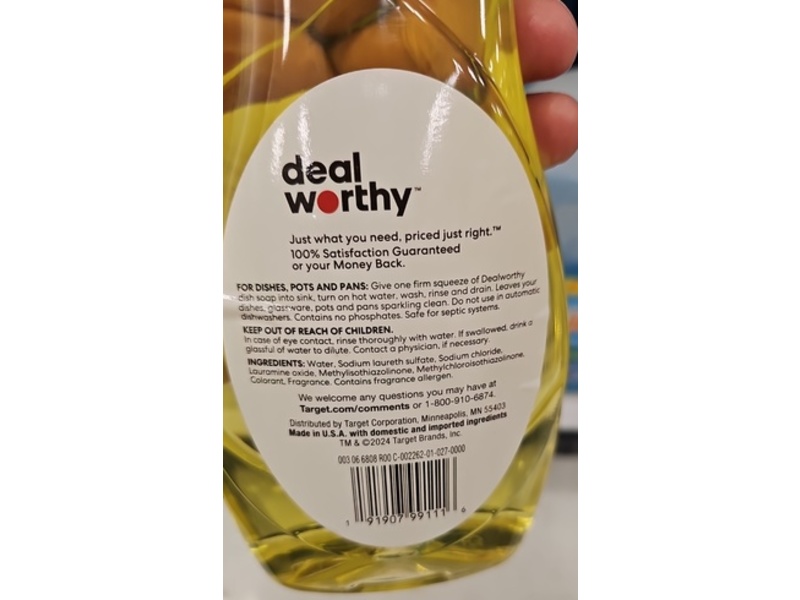 deal
worthy™
Just what you need, priced just right.™
100% Satisfaction Guaranteed
or your Money Back.
FOR DISHES, POTS AND PANS: Give one firm squeeze of Dealworthy
dish soap into sink, turn on hot water, wash, rinse and drain. Leaves your
dishes, glassware, pots and pans sparkling clean. Do not use in automatic
dishwashers. Contains no phosphates. Safe for septic systems.
KEEP OUT OF REACH OF CHILDREN.
In case of eye contact, rinse thoroughly with water. If swallowed, drink a
glassful of water to dilute. Contact a physician, if necessary.
INGREDIENTS: Water, Sodium laureth sulfate, Sodium chloride,
Lauramine oxide, Methylisothiazolinone, Methylchloroisothiazolinone,
Colorant, Fragrance. Contains fragrance allergen.
We welcome any questions you may have at
Target.com/comments or 1-800-910-6874.
Distributed by Target Corporation, Minneapolis, MN 55403
Made in U.S.A. with domestic and imported ingredients
TM & ©2024 Target Brands, Inc.
003 06 6808 R00 C-002262-01-027-0000
1 91907 99111 6